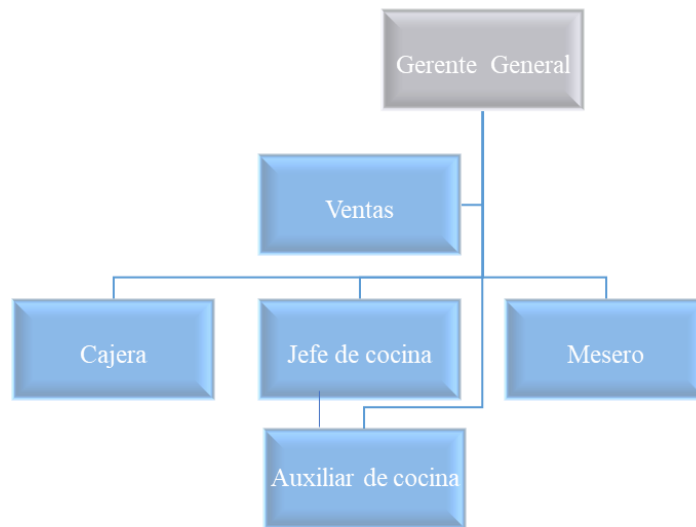 Gerente General
Ventas
Cajera
Jefe de cocina
Mesero
Auxiliar de cocina